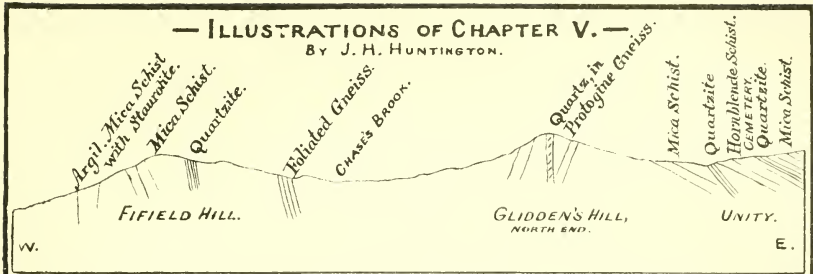 — ILLUSTRATIONS OF CHAPTER V. —
BY J. H. HUNTINGTON.
Argil. Mica Schist
with Staurolite.
Mica Schist.
Quartzite.
Foliated Gneiss.
CHASE'S BROOK.
Quartz, in
Protogine Gneiss.
Mica Schist.
Quartzite
Hornblende Schist.
CEMETERY.
Quartzite.
Mica Schist.
FIFIELD HILL.
GLIDDEN'S HILL,
NORTH END.
UNITY.
W.
E.